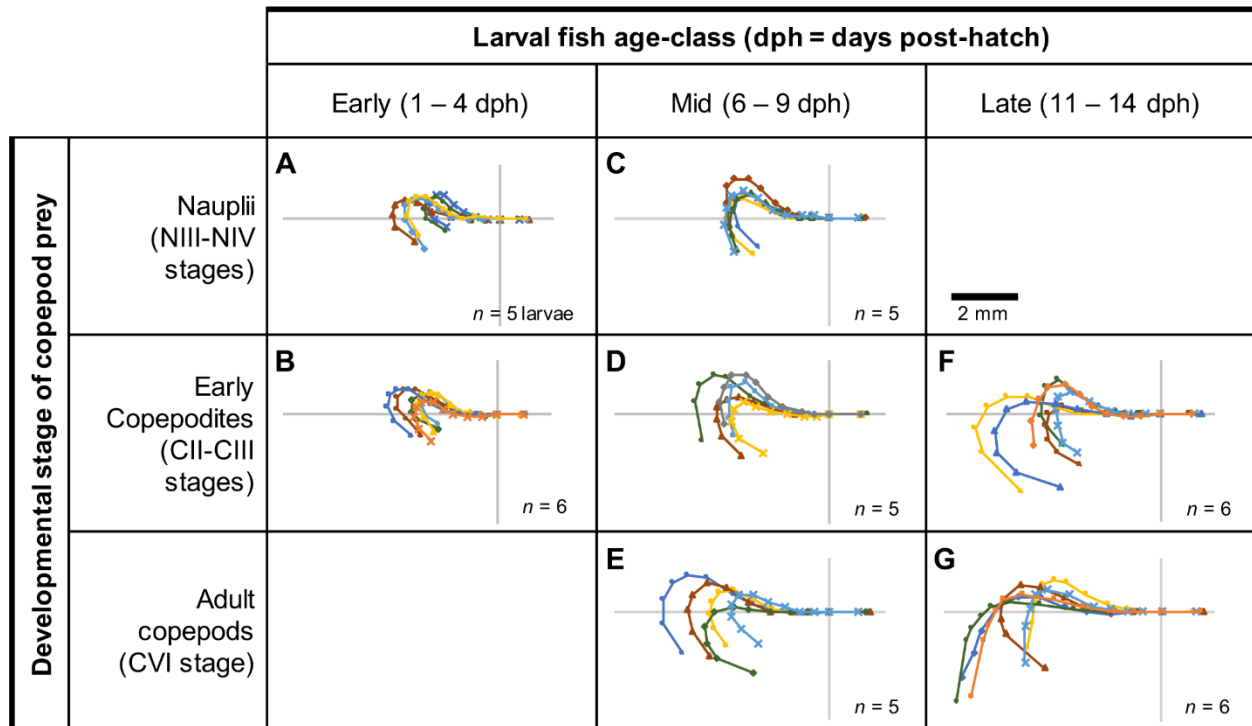 Larval fish age-class (dph = days post-hatch)
Early (1 – 4 dph)
Mid (6 – 9 dph)
Late (11 – 14 dph)
Developmental stage of copepod prey
Nauplii
(NIII-NIV
stages)
A
n = 5 larvae
C
n = 5
2 mm
Early
Copepodites
(CII-CIII
stages)
B
n = 6
D
n = 5
F
n = 6
Adult
copepods
(CVI stage)
E
n = 5
G
n = 6